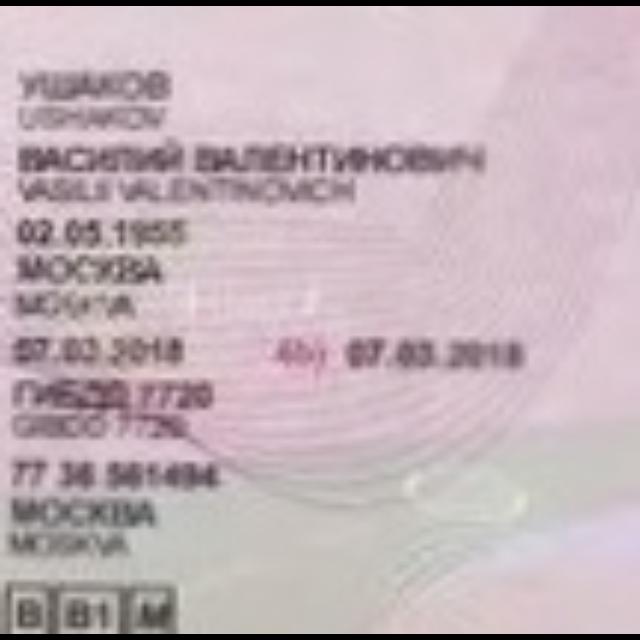 УШАКОВ
USHAKOV
ВАСИЛИЙ ВАЛЕНТИНОВИЧ
VASILII VALENTINOVICH
02.05.1955
МОСКВА
MOSKVA
07.03.2018 4b) 07.03.2018
ГИБДД 7720
GIBDD 7720
77 36 561494
МОСКВА
MOSKVA
B B1 M